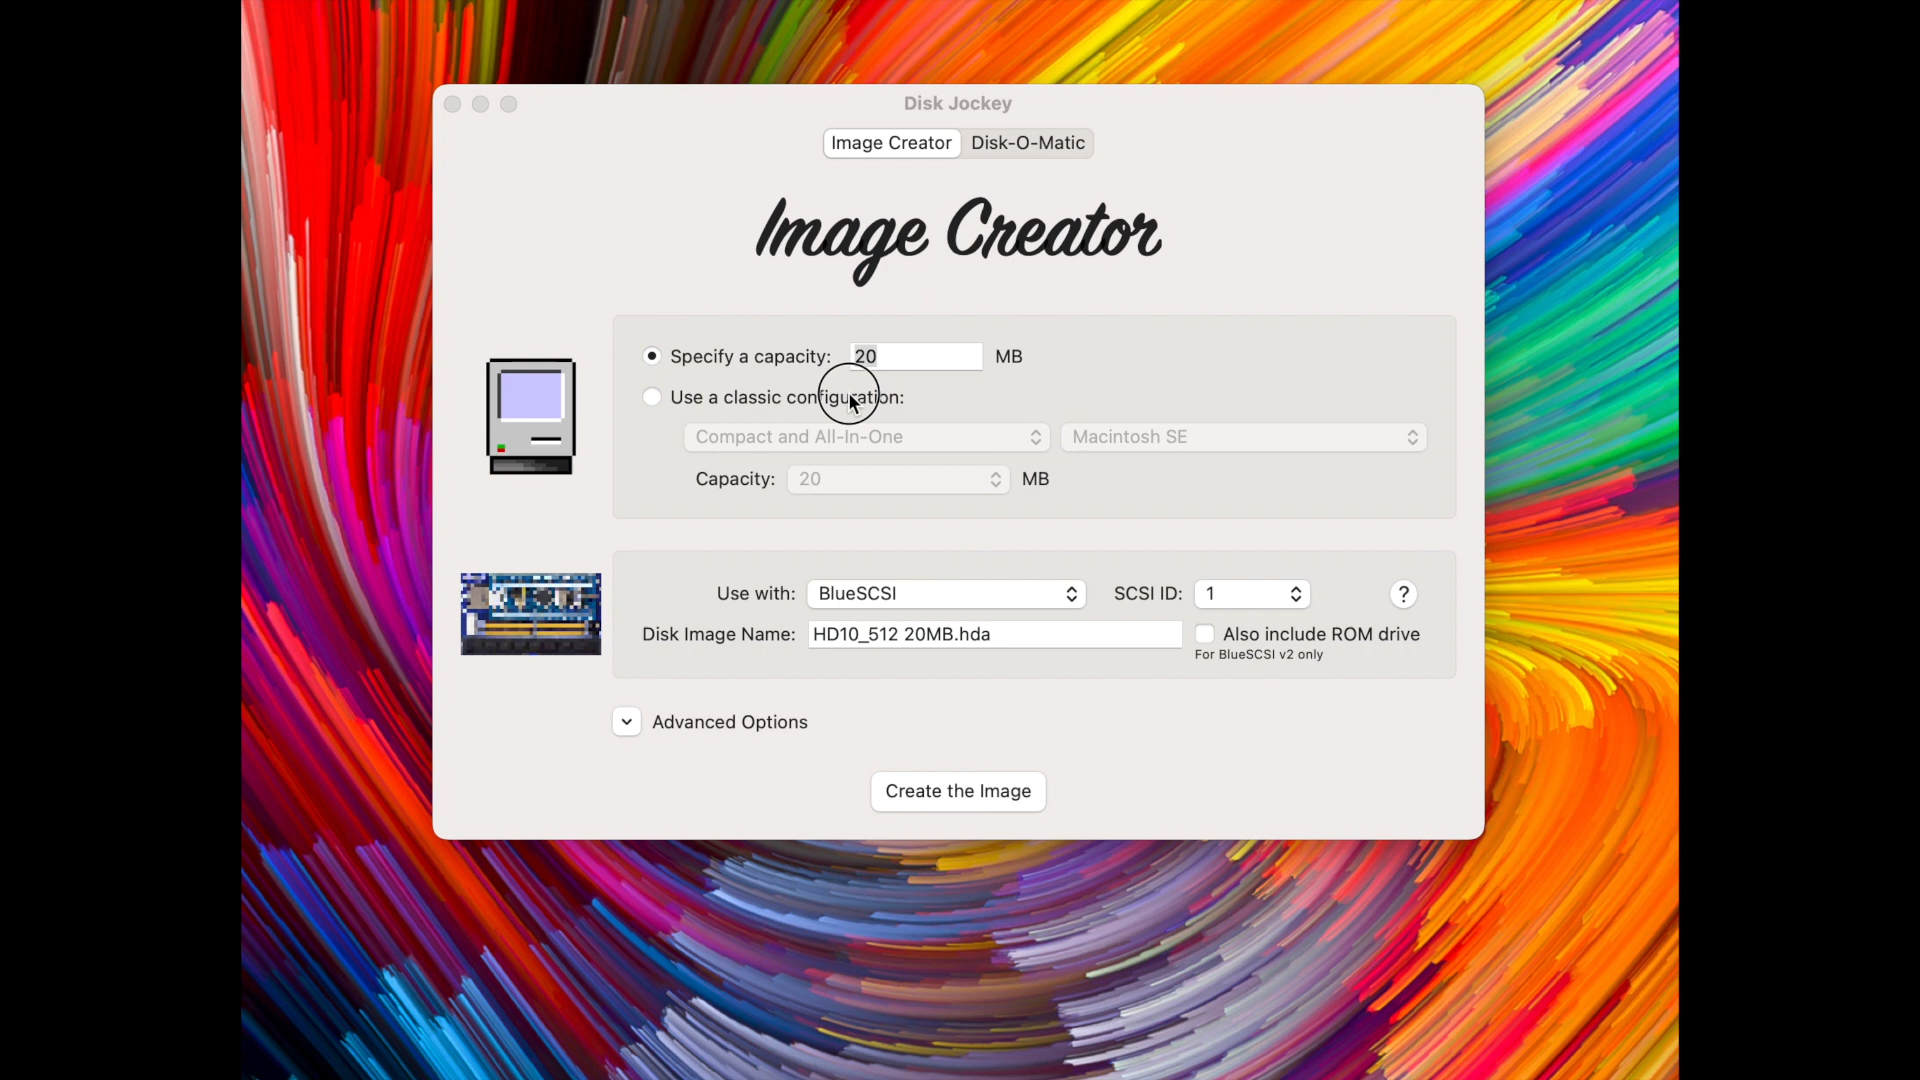 Disk Jockey
Image Creator Disk-O-Matic
Image Creator
Specify a capacity: 20 MB
Use a classic configuration:
Compact and All-In-One Macintosh SE
Capacity: 20 MB
Use with: BlueSCSI SCSI ID: 1 ?
Disk Image Name: HD10_512 20MB.hda Also include ROM drive
For BlueSCSI v2 only
Advanced Options
Create the Image